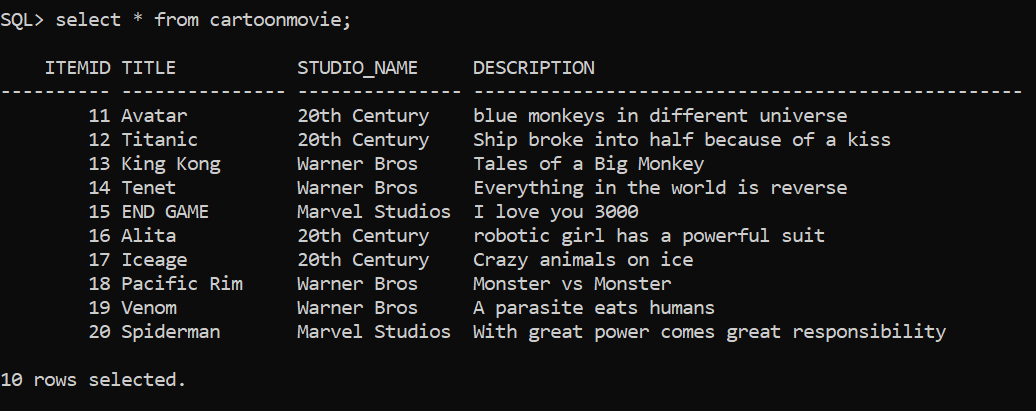 SQL> select * from cartoonmovie;
    ITEMID TITLE           STUDIO_NAME     DESCRIPTION
---------- --------------- --------------- --------------------------------------------------
        11 Avatar          20th Century    blue monkeys in different universe
        12 Titanic         20th Century    Ship broke into half because of a kiss
        13 King Kong       Warner Bros     Tales of a Big Monkey
        14 Tenet           Warner Bros     Everything in the world is reverse
        15 END GAME        Marvel Studios  I love you 3000
        16 Alita           20th Century    robotic girl has a powerful suit
        17 Iceage          20th Century    Crazy animals on ice
        18 Pacific Rim     Warner Bros     Monster vs Monster
        19 Venom           Warner Bros     A parasite eats humans
        20 Spiderman       Marvel Studios  With great power comes great responsibility
10 rows selected.